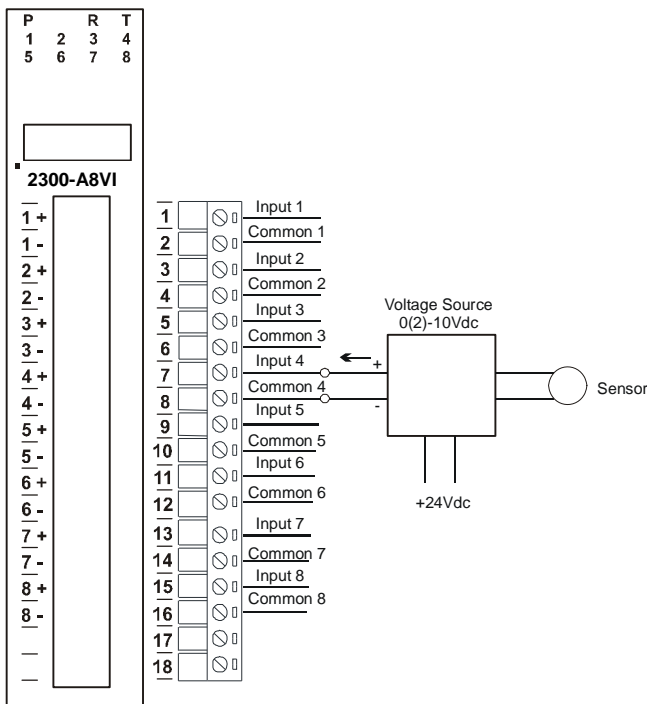 P R T
1 2 3 4
5 6 7 8
2300-A8VI
1 +
1 -
2 +
2 -
3 +
3 -
4 +
4 -
5 +
5 -
6 +
6 -
7 +
7 -
8 +
8 -
1 Input 1
2 Common 1
3 Input 2
4 Common 2
5 Input 3
6 Common 3
7 Input 4
8 Common 4
9 Input 5
10 Common 5
11 Input 6
12 Common 6
13 Input 7
14 Common 7
15 Input 8
16 Common 8
17
18
Voltage Source
0(2)-10Vdc
+
-
Sensor
+24Vdc